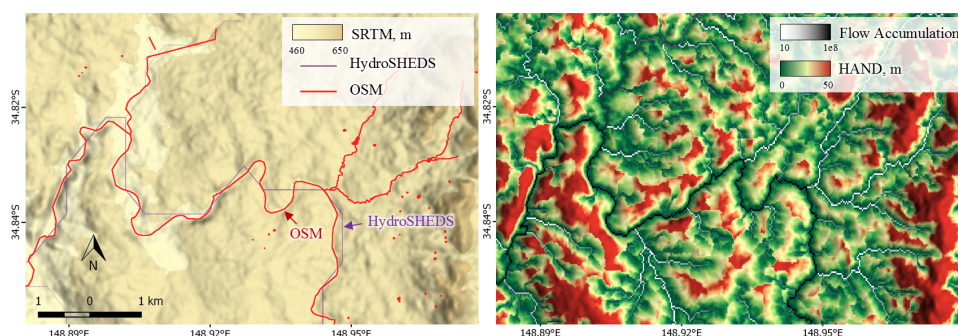 SRTM, m
460 650
HydroSHEDS
OSM
34.82°S
34.84°S
OSM
HydroSHEDS
N
1 0 1 km
148.89°E 148.92°E 148.95°E
Flow Accumulation
10 1e8
HAND, m
0 50
34.82°S
34.84°S
148.89°E 148.92°E 148.95°E